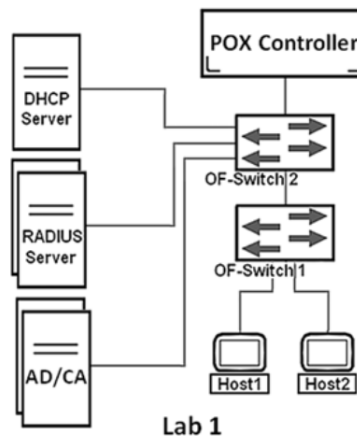 POX Controller
DHCP
Server
OF-Switch 2
RADIUS
Server
OF-Switch 1
AD/CA
Host1
Host2
Lab 1